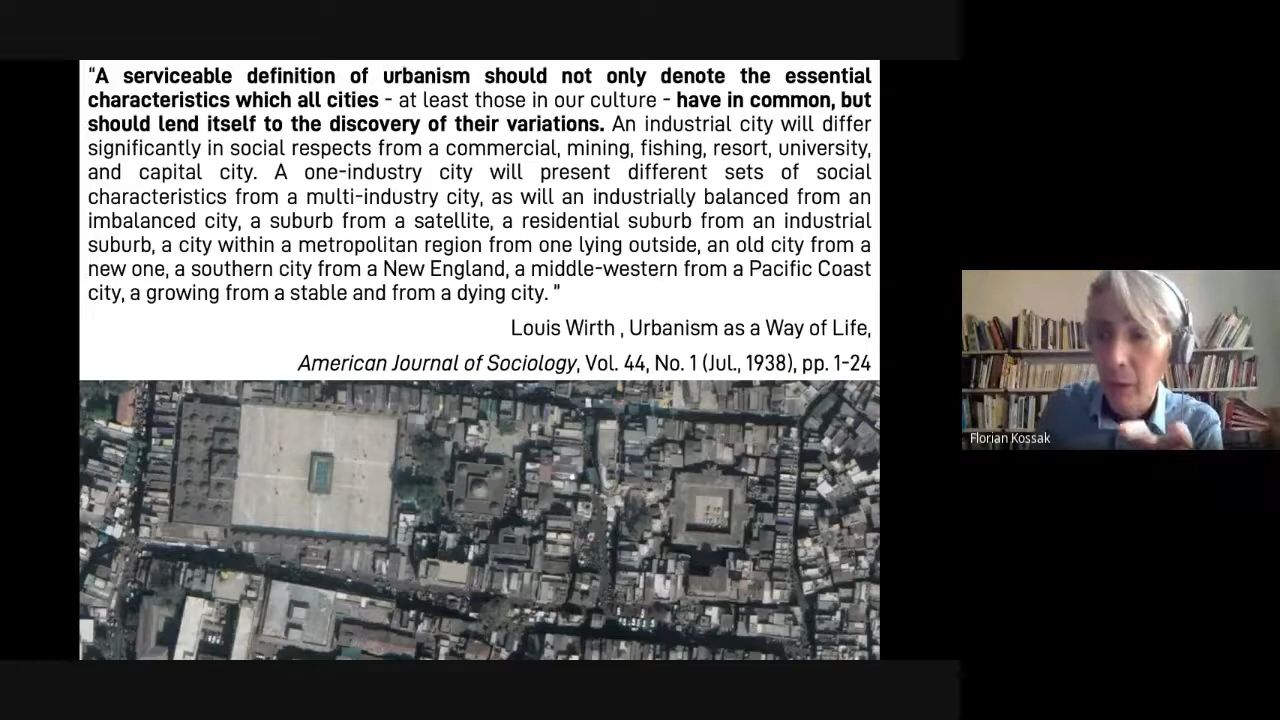 “A serviceable definition of urbanism should not only denote the essential
characteristics which all cities - at least those in our culture - have in common, but
should lend itself to the discovery of their variations. An industrial city will differ
significantly in social respects from a commercial, mining, fishing, resort, university,
and capital city. A one-industry city will present different sets of social
characteristics from a multi-industry city, as will an industrially balanced from an
imbalanced city, a suburb from a satellite, a residential suburb from an industrial
suburb, a city within a metropolitan region from one lying outside, an old city from a
new one, a southern city from a New England, a middle-western from a Pacific Coast
city, a growing from a stable and from a dying city. ”
Louis Wirth , Urbanism as a Way of Life,
American Journal of Sociology, Vol. 44, No. 1 (Jul., 1938), pp. 1-24
Florian Kossak